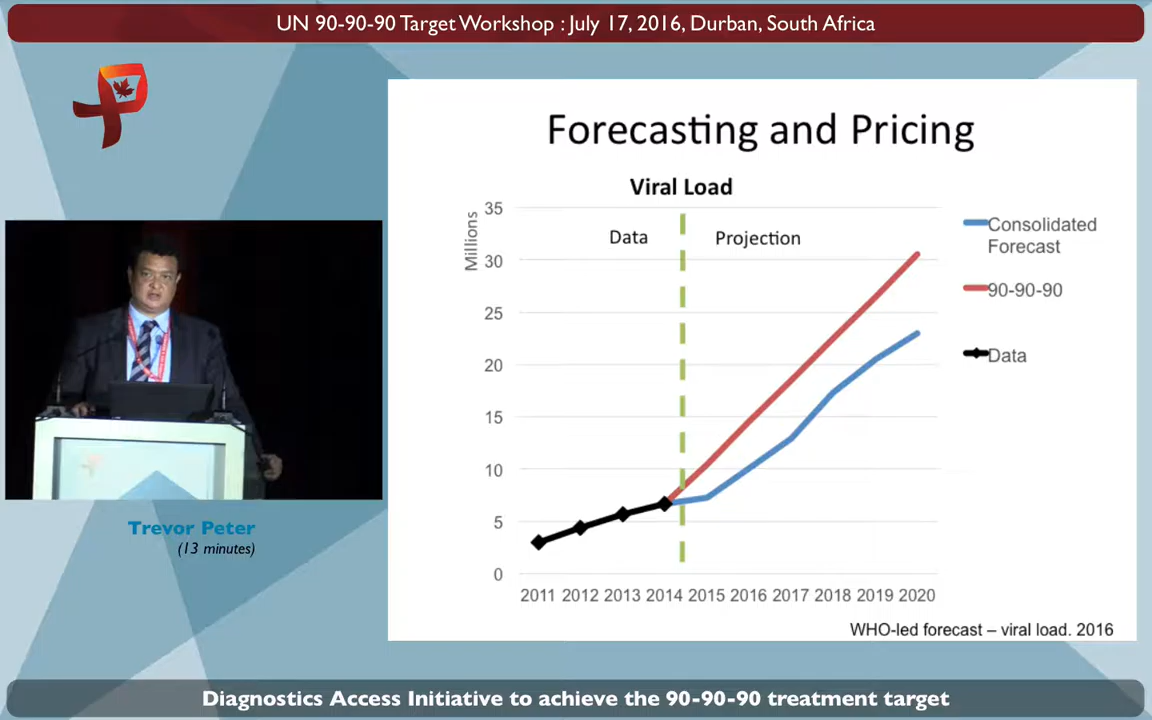 UN 90-90-90 Target Workshop : July 17, 2016, Durban, South Africa
Forecasting and Pricing
Viral Load
Millions
35
30
25
20
15
10
5
0
Data
Projection
Consolidated
Forecast
90-90-90
Data
2011 2012 2013 2014 2015 2016 2017 2018 2019 2020
WHO-led forecast – viral load. 2016
Trevor Peter
(13 minutes)
Diagnostics Access Initiative to achieve the 90-90-90 treatment target